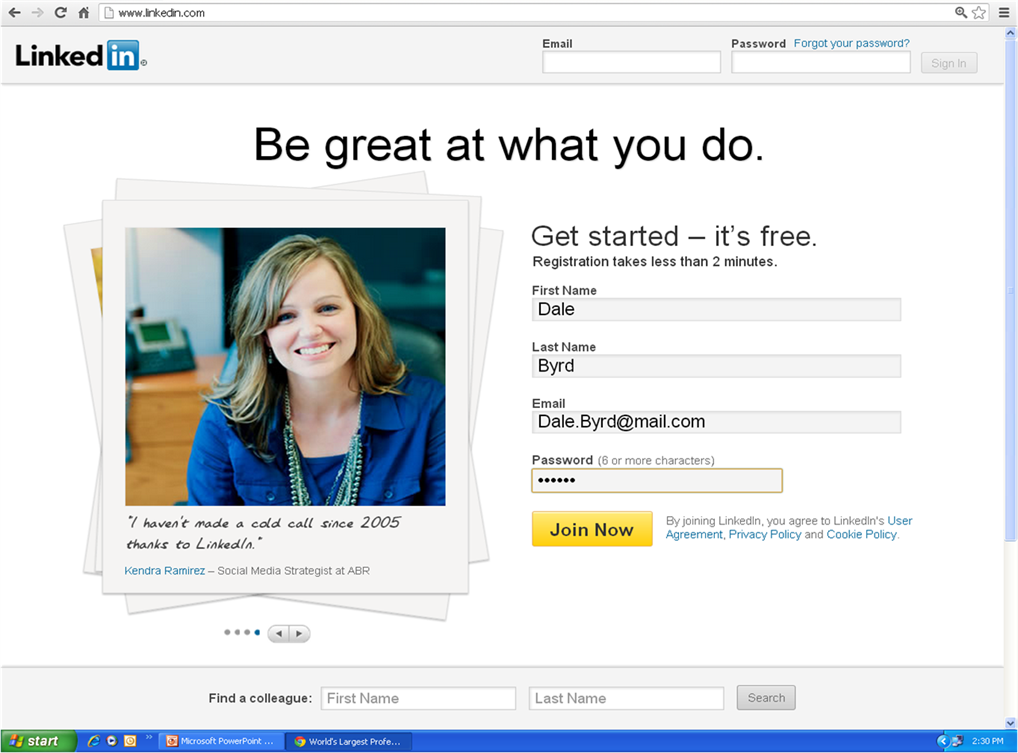 www.linkedin.com
Linked in
Email
Password Forgot your password?
Sign In
Be great at what you do.
"I haven't made a cold call since 2005
thanks to LinkedIn."
Kendra Ramirez – Social Media Strategist at ABR
Get started – it's free.
Registration takes less than 2 minutes.
First Name
Dale
Last Name
Byrd
Email
Dale.Byrd@mail.com
Password (6 or more characters)
••••••
Join Now
By joining LinkedIn, you agree to LinkedIn's User
Agreement, Privacy Policy and Cookie Policy.
Find a colleague: First Name Last Name Search
start Microsoft PowerPoint ... World's Largest Profe... 2:30 PM